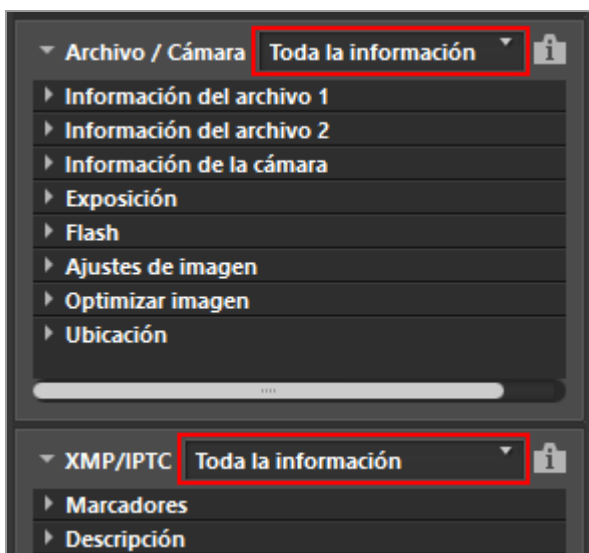 Archivo / Cámara Toda la información
Información del archivo 1
Información del archivo 2
Información de la cámara
Exposición
Flash
Ajustes de imagen
Optimizar imagen
Ubicación
XMP/IPTC Toda la información
Marcadores
Descripción